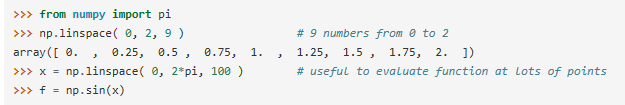 >>> from numpy import pi
>>> np.linspace( 0, 2, 9 )                 # 9 numbers from 0 to 2
array([ 0.  ,  0.25,  0.5 ,  0.75,  1.  ,  1.25,  1.5 ,  1.75,  2.  ])
>>> x = np.linspace( 0, 2*pi, 100 )        # useful to evaluate function at lots of points
>>> f = np.sin(x)